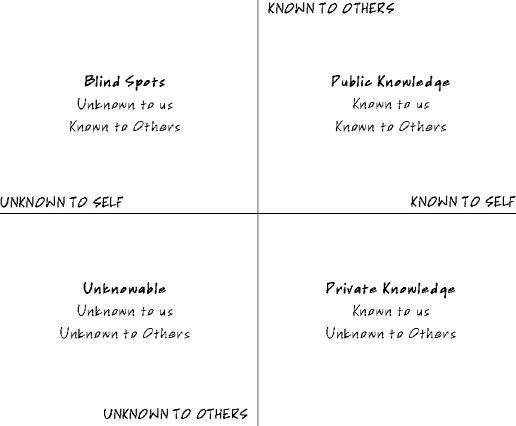 KNOWN TO OTHERS
Blind Spots
Unknown to us
Known to Others
Public Knowledge
Known to us
Known to Others
UNKNOWN TO SELF
KNOWN TO SELF
Unknowable
Unknown to us
Unknown to Others
Private Knowledge
Known to us
Unknown to Others
UNKNOWN TO OTHERS